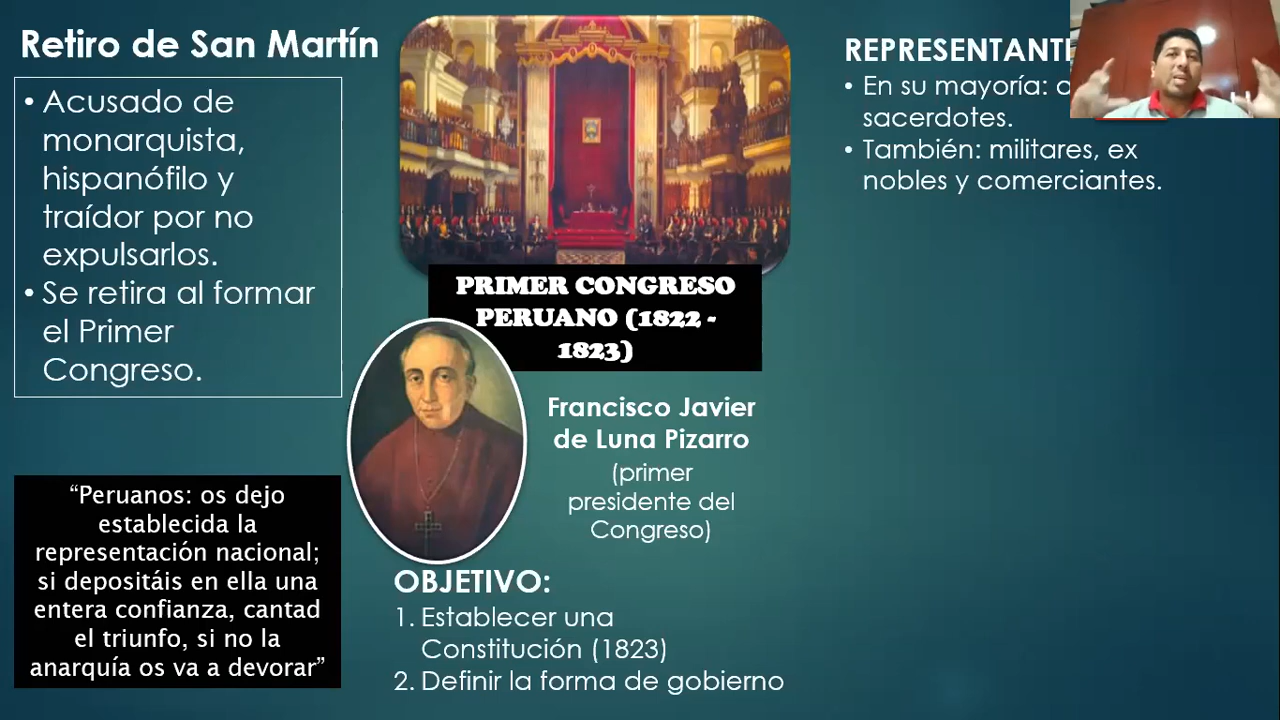 Retiro de San Martín
• Acusado de
monarquista,
hispanófilo y
traídor por no
expulsarlos.
• Se retira al formar
el Primer
Congreso.
“Peruanos: os dejo
establecida la
representación nacional;
si depositáis en ella una
entera confianza, cantad
el triunfo, si no la
anarquía os va a devorar”
PRIMER CONGRESO
PERUANO (1822 -
1823)
Francisco Javier
de Luna Pizarro
(primer
presidente del
Congreso)
OBJETIVO:
1. Establecer una
Constitución (1823)
2. Definir la forma de gobierno
• En su mayoría:
sacerdotes.
• También: militares, ex
nobles y comerciantes.